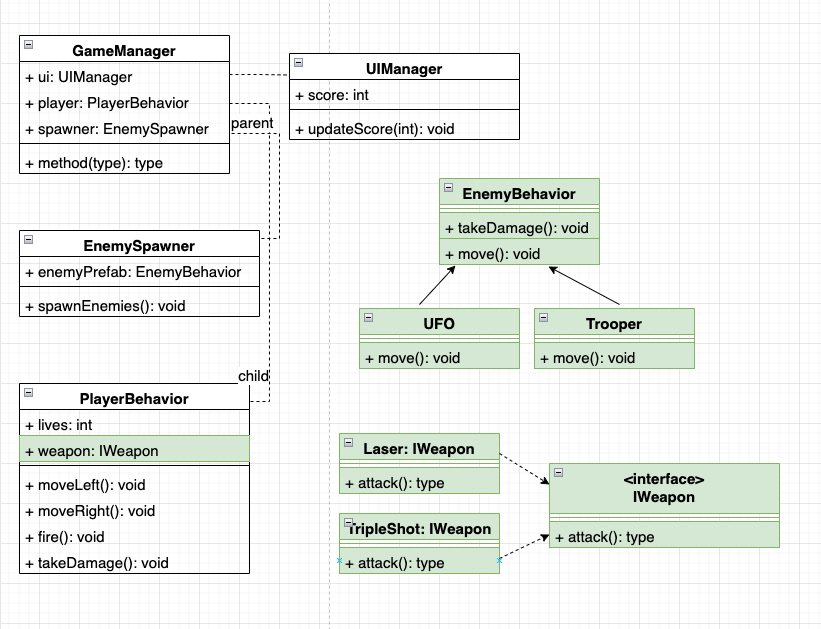 GameManager
+ ui: UIManager
+ player: PlayerBehavior
+ spawner: EnemySpawner
+ method(type): type
parent
UIManager
+ score: int
+ updateScore(int): void
EnemyBehavior
+ takeDamage(): void
+ move(): void
EnemySpawner
+ enemyPrefab: EnemyBehavior
+ spawnEnemies(): void
UFO
+ move(): void
Trooper
+ move(): void
child
PlayerBehavior
+ lives: int
+ weapon: IWeapon
+ moveLeft(): void
+ moveRight(): void
+ fire(): void
+ takeDamage(): void
Laser: IWeapon
+ attack(): type
TripleShot: IWeapon
+ attack(): type
<interface>
IWeapon
+ attack(): type